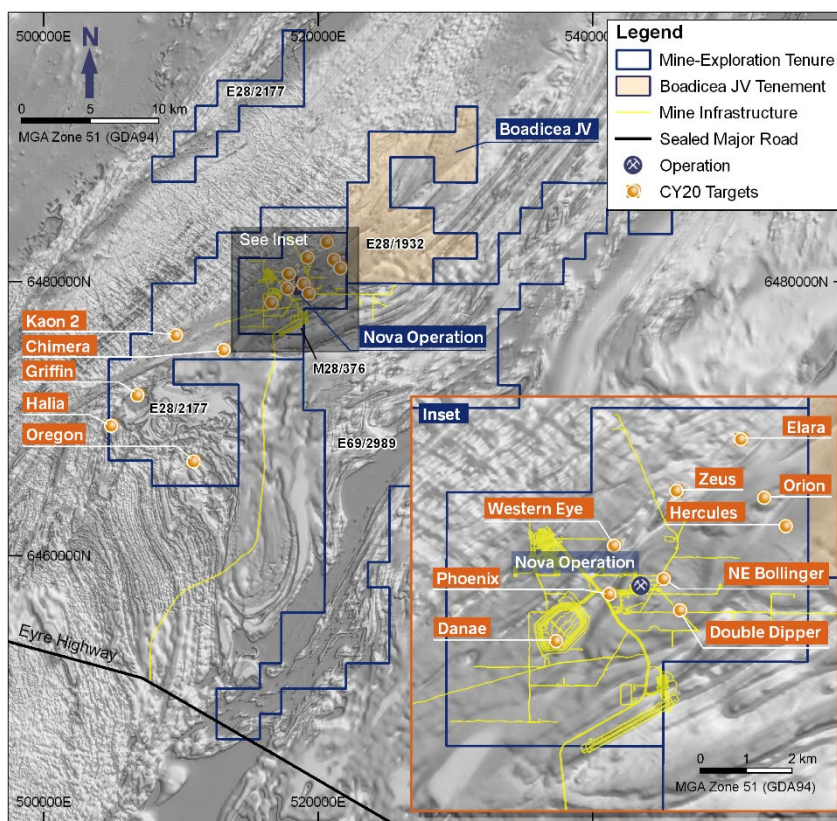 500000E
520000E
540000E
N
0 5 10 km
MGA Zone 51 (GDA94)
Legend
Mine-Exploration Tenure
Boadicea JV Tenement
Mine Infrastructure
Sealed Major Road
Operation
CY20 Targets
E28/2177
Boadicea JV
See Inset
E28/1932
6480000N
6480000N
Kaon 2
Chimera
Nova Operation
M28/376
Griffin
Halia
E28/2177
Oregon
E69/2989
6460000N
Eyre Highway
500000E
520000E
Inset
Elara
Zeus
Orion
Western Eye
Hercules
Nova Operation
Phoenix
NE Bollinger
Danae
Double Dipper
0 1 2 km
MGA Zone 51 (GDA94)